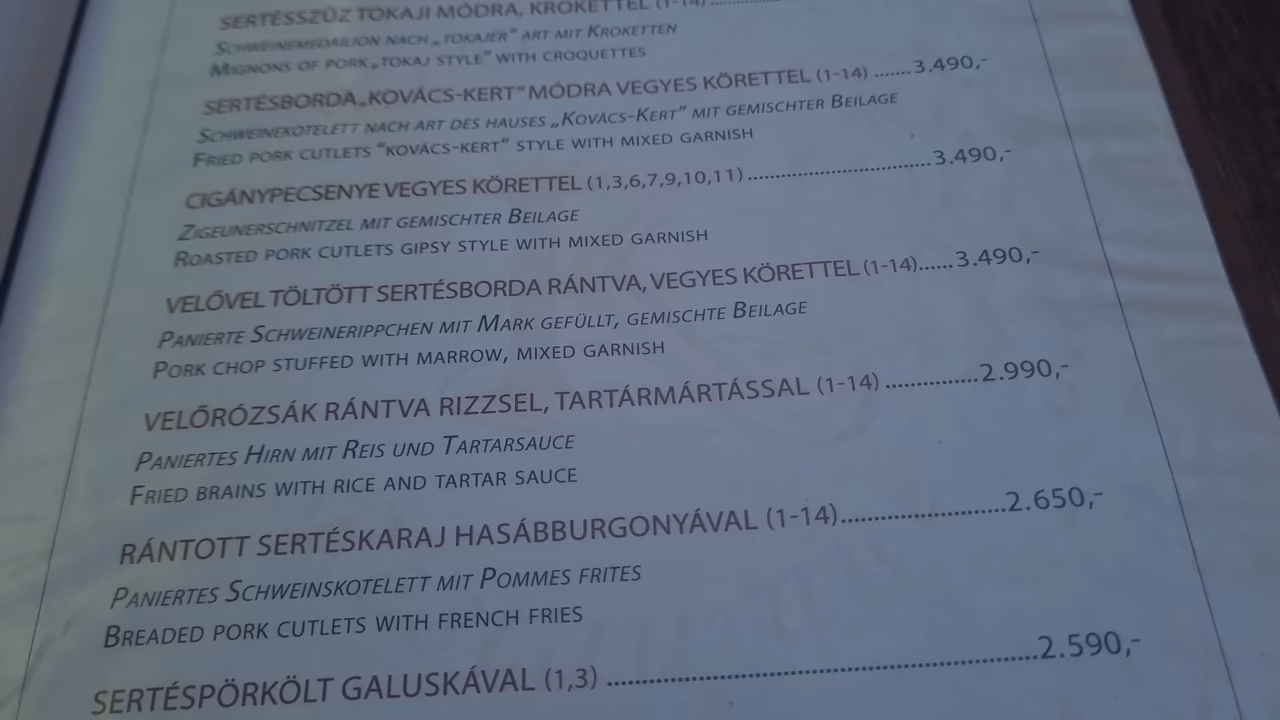 SERTÉSSZŰZ TOKAJI MÓDRA, KROKETTEL (1-14)
SCHWEINEMEDAILION NACH „TOKAJER" ART MIT KROKETTEN
MIGNONS OF PORK „TOKAJ STYLE" WITH CROQUETTES
SERTÉSBORDA „KOVÁCS-KERT" MÓDRA VEGYES KÖRETTEL (1-14) .......3.490,-
SCHWEINEKOTELETT NACH ART DES HAUSES „KOVÁCS-KERT" MIT GEMISCHTER BEILAGE
FRIED PORK CUTLETS "KOVÁCS-KERT" STYLE WITH MIXED GARNISH
CIGÁNYPECSENYE VEGYES KÖRETTEL (1,3,6,7,9,10,11) ...............................3.490,-
ZIGEUNERSCHNITZEL MIT GEMISCHTER BEILAGE
ROASTED PORK CUTLETS GIPSY STYLE WITH MIXED GARNISH
VELŐVEL TÖLTÖTT SERTÉSBORDA RÁNTVA, VEGYES KÖRETTEL (1-14)......3.490,-
PANIERTE SCHWEINERIPPCHEN MIT MARK GEFÜLLT, GEMISCHTE BEILAGE
PORK CHOP STUFFED WITH MARROW, MIXED GARNISH
VELŐRÓZSÁK RÁNTVA RIZZSEL, TARTÁRMÁRTÁSSAL (1-14) ...............2.990,-
PANIERTES HIRN MIT REIS UND TARTARSAUCE
FRIED BRAINS WITH RICE AND TARTAR SAUCE
RÁNTOTT SERTÉSKARAJ HASÁBBURGONYÁVAL (1-14)..........................2.650,-
PANIERTES SCHWEINSKOTELETT MIT POMMES FRITES
BREADED PORK CUTLETS WITH FRENCH FRIES
SERTÉSPÖRKÖLT GALUSKÁVAL (1,3) .....................................................2.590,-